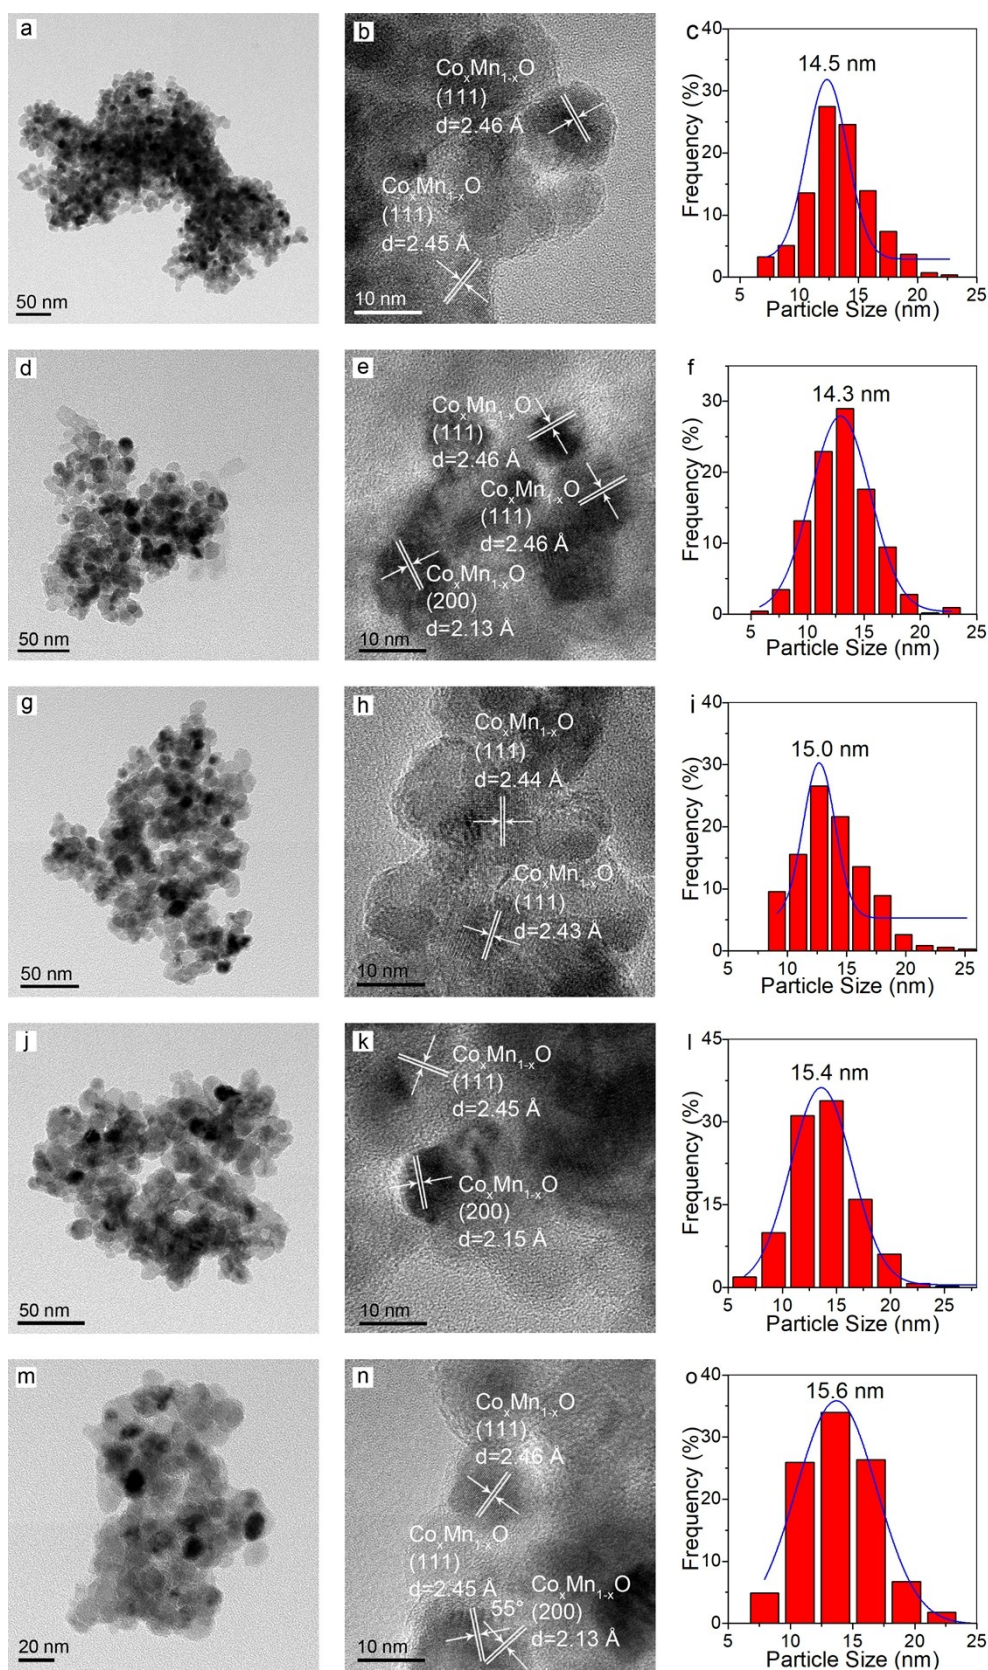 a
50 nm
b
CoₓMn₁₋ₓO
(111)
d=2.46 Å
CoₓMn₁₋ₓO
(111)
d=2.45 Å
10 nm
c
14.5 nm
Frequency (%)
40
30
20
10
0
5 10 15 20 25
Particle Size (nm)
d
50 nm
e
CoₓMn₁₋ₓO
(111)
d=2.46 Å
CoₓMn₁₋ₓO
(111)
d=2.46 Å
CoₓMn₁₋ₓO
(200)
d=2.13 Å
10 nm
f
14.3 nm
Frequency (%)
30
20
10
0
0 5 10 15 20 25
Particle Size (nm)
g
50 nm
h
CoₓMn₁₋ₓO
(111)
d=2.44 Å
CoₓMn₁₋ₓO
(111)
d=2.43 Å
10 nm
i
15.0 nm
Frequency (%)
40
30
20
10
0
5 10 15 20 25
Particle Size (nm)
j
50 nm
k
CoₓMn₁₋ₓO
(111)
d=2.45 Å
CoₓMn₁₋ₓO
(200)
d=2.15 Å
10 nm
l
15.4 nm
Frequency (%)
45
30
15
0
5 10 15 20 25
Particle Size (nm)
m
20 nm
n
CoₓMn₁₋ₓO
(111)
d=2.46 Å
CoₓMn₁₋ₓO
(111)
d=2.45 Å
55°
CoₓMn₁₋ₓO
(200)
d=2.13 Å
10 nm
o
15.6 nm
Frequency (%)
40
30
20
10
0
5 10 15 20 25
Particle Size (nm)